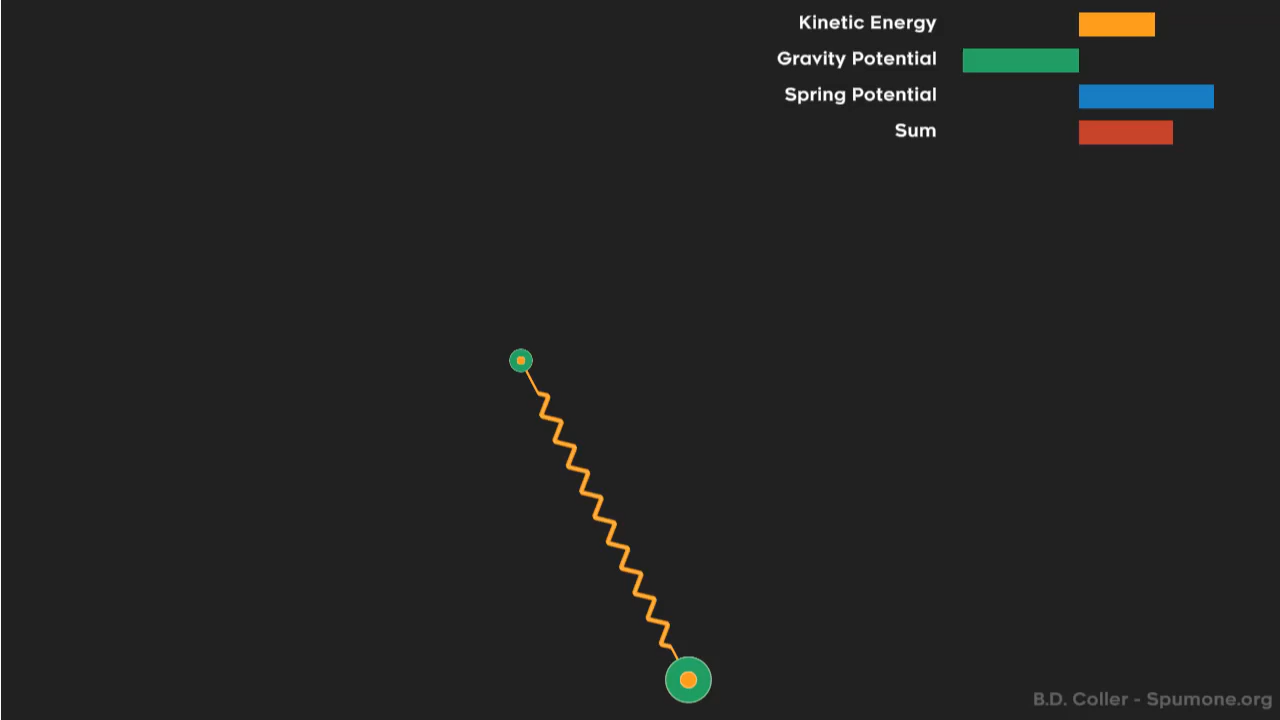 Kinetic Energy
Gravity Potential
Spring Potential
Sum
B.D. Coller - Spumone.org